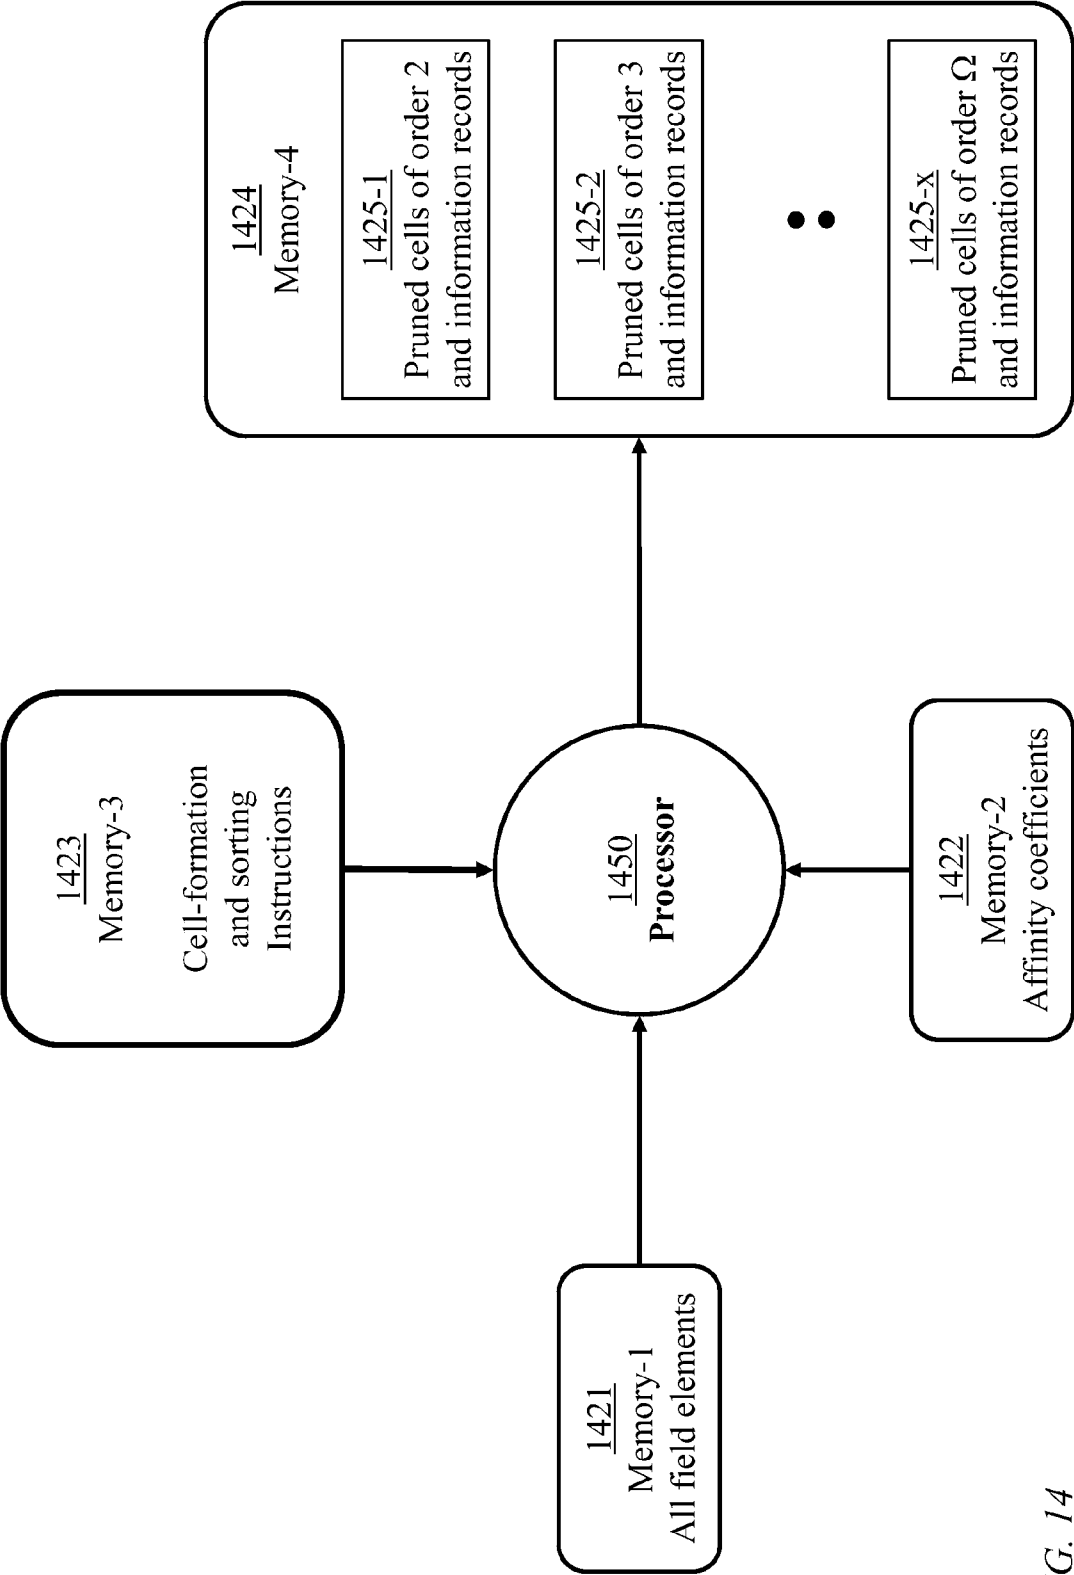 1421
Memory-1
All field elements
1423
Memory-3
Cell-formation
and sorting
Instructions
1450
Processor
1422
Memory-2
Affinity coefficients
1424
Memory-4
1425-1
Pruned cells of order 2
and information records
1425-2
Pruned cells of order 3
and information records
1425-x
Pruned cells of order Ω
and information records
G. 14